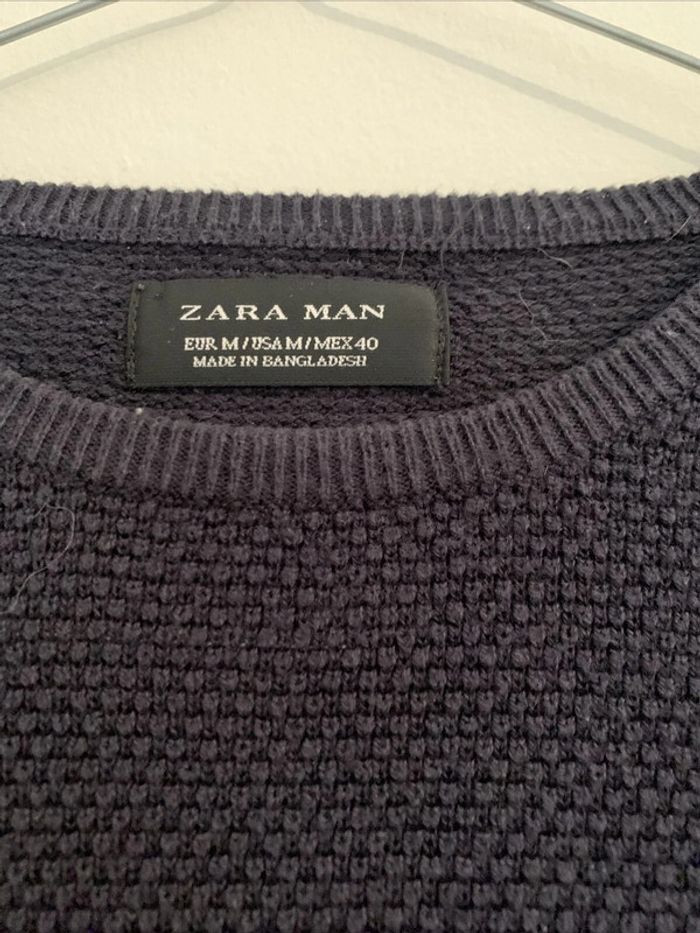 ZARA MAN
EUR M / USA M / MEX 40
MADE IN BANGLADESH